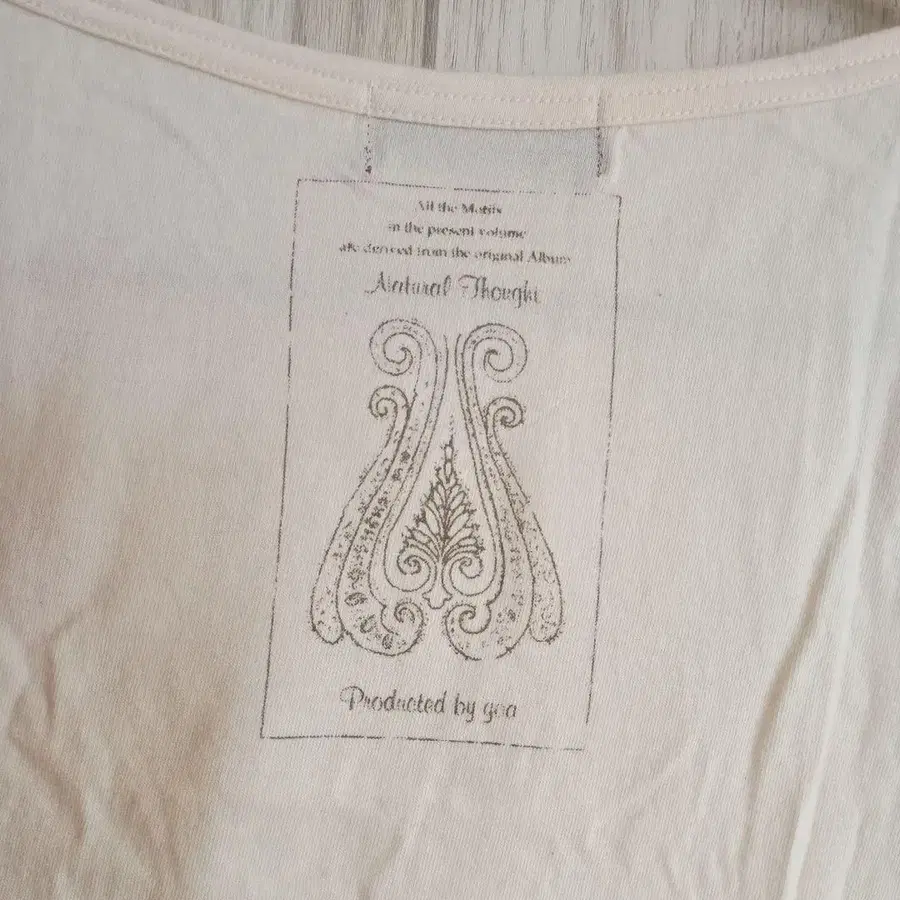 All the Motifs
in the present volume
are derived from the original Album
Natural Thought
Producted by goa